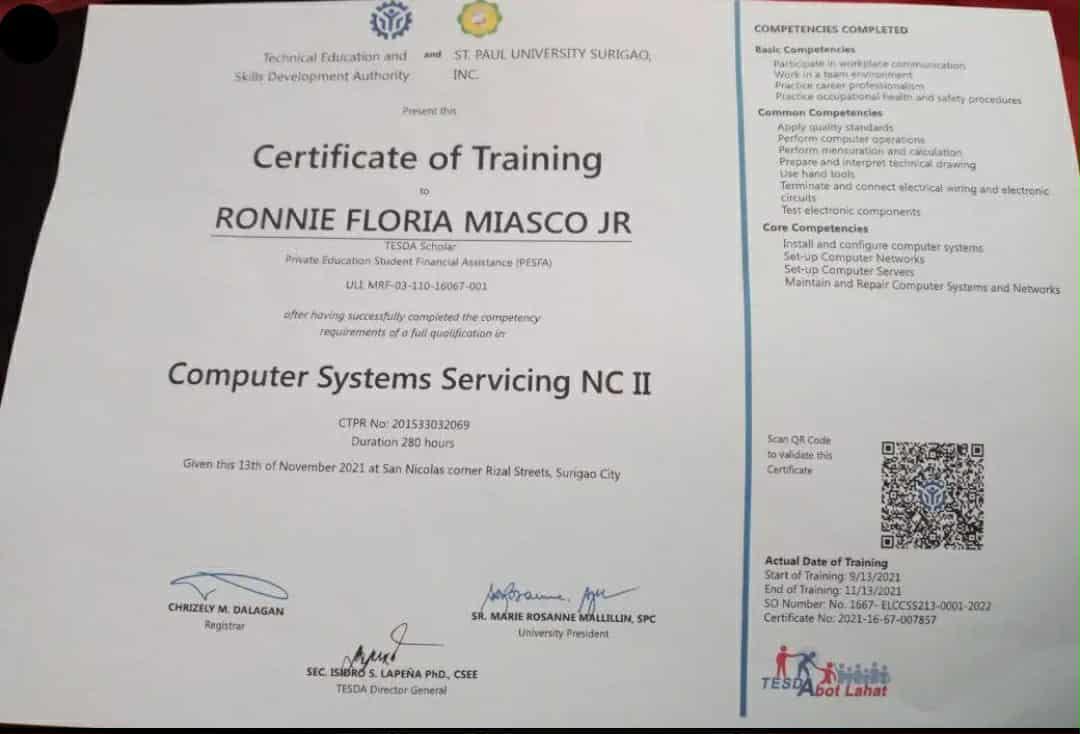 Technical Education and
Skills Development Authority
and
ST. PAUL UNIVERSITY SURIGAO,
INC.
Present this
Certificate of Training
to
RONNIE FLORIA MIASCO JR
TESDA Scholar
Private Education Student Financial Assistance (PESFA)
ULI. MRF-03-110-16067-001
after having successfully completed the competency
requirements of a full qualification in
Computer Systems Servicing NC II
CTPR No: 201533032069
Duration 280 hours
Given this 13th of November 2021 at San Nicolas corner Rizal Streets, Surigao City
CHRIZELY M. DALAGAN
Registrar
SR. MARIE ROSANNE MALLILLIN, SPC
University President
SEC. ISIDRO S. LAPEÑA PhD., CSEE
TESDA Director General
COMPETENCIES COMPLETED
Basic Competencies
Participate in workplace communication
Work in a team environment
Practice career professionalism
Practice occupational health and safety procedures
Common Competencies
Apply quality standards
Perform computer operations
Perform mensuration and calculation
Prepare and interpret technical drawing
Use hand tools
Terminate and connect electrical wiring and electronic
circuits
Test electronic components
Core Competencies
Install and configure computer systems
Set-up Computer Networks
Set-up Computer Servers
Maintain and Repair Computer Systems and Networks
Scan QR Code
to validate this
Certificate
Actual Date of Training
Start of Training: 9/13/2021
End of Training: 11/13/2021
SO Number: No. 1667- ELCCSS213-0001-2022
Certificate No: 2021-16-67-007857
TESDA Abot Lahat